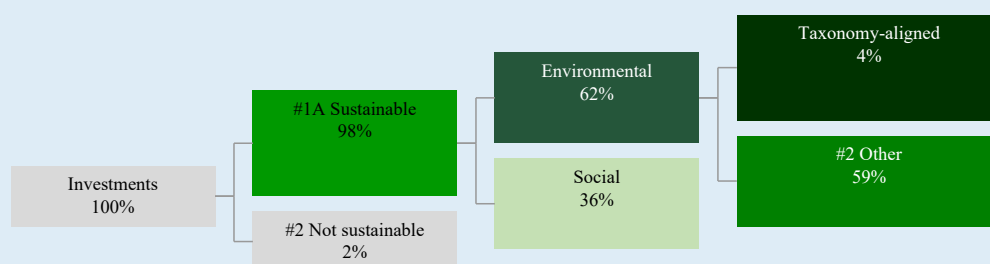 Investments
100%
#1A Sustainable
98%
#2 Not sustainable
2%
Environmental
62%
Social
36%
Taxonomy-aligned
4%
#2 Other
59%